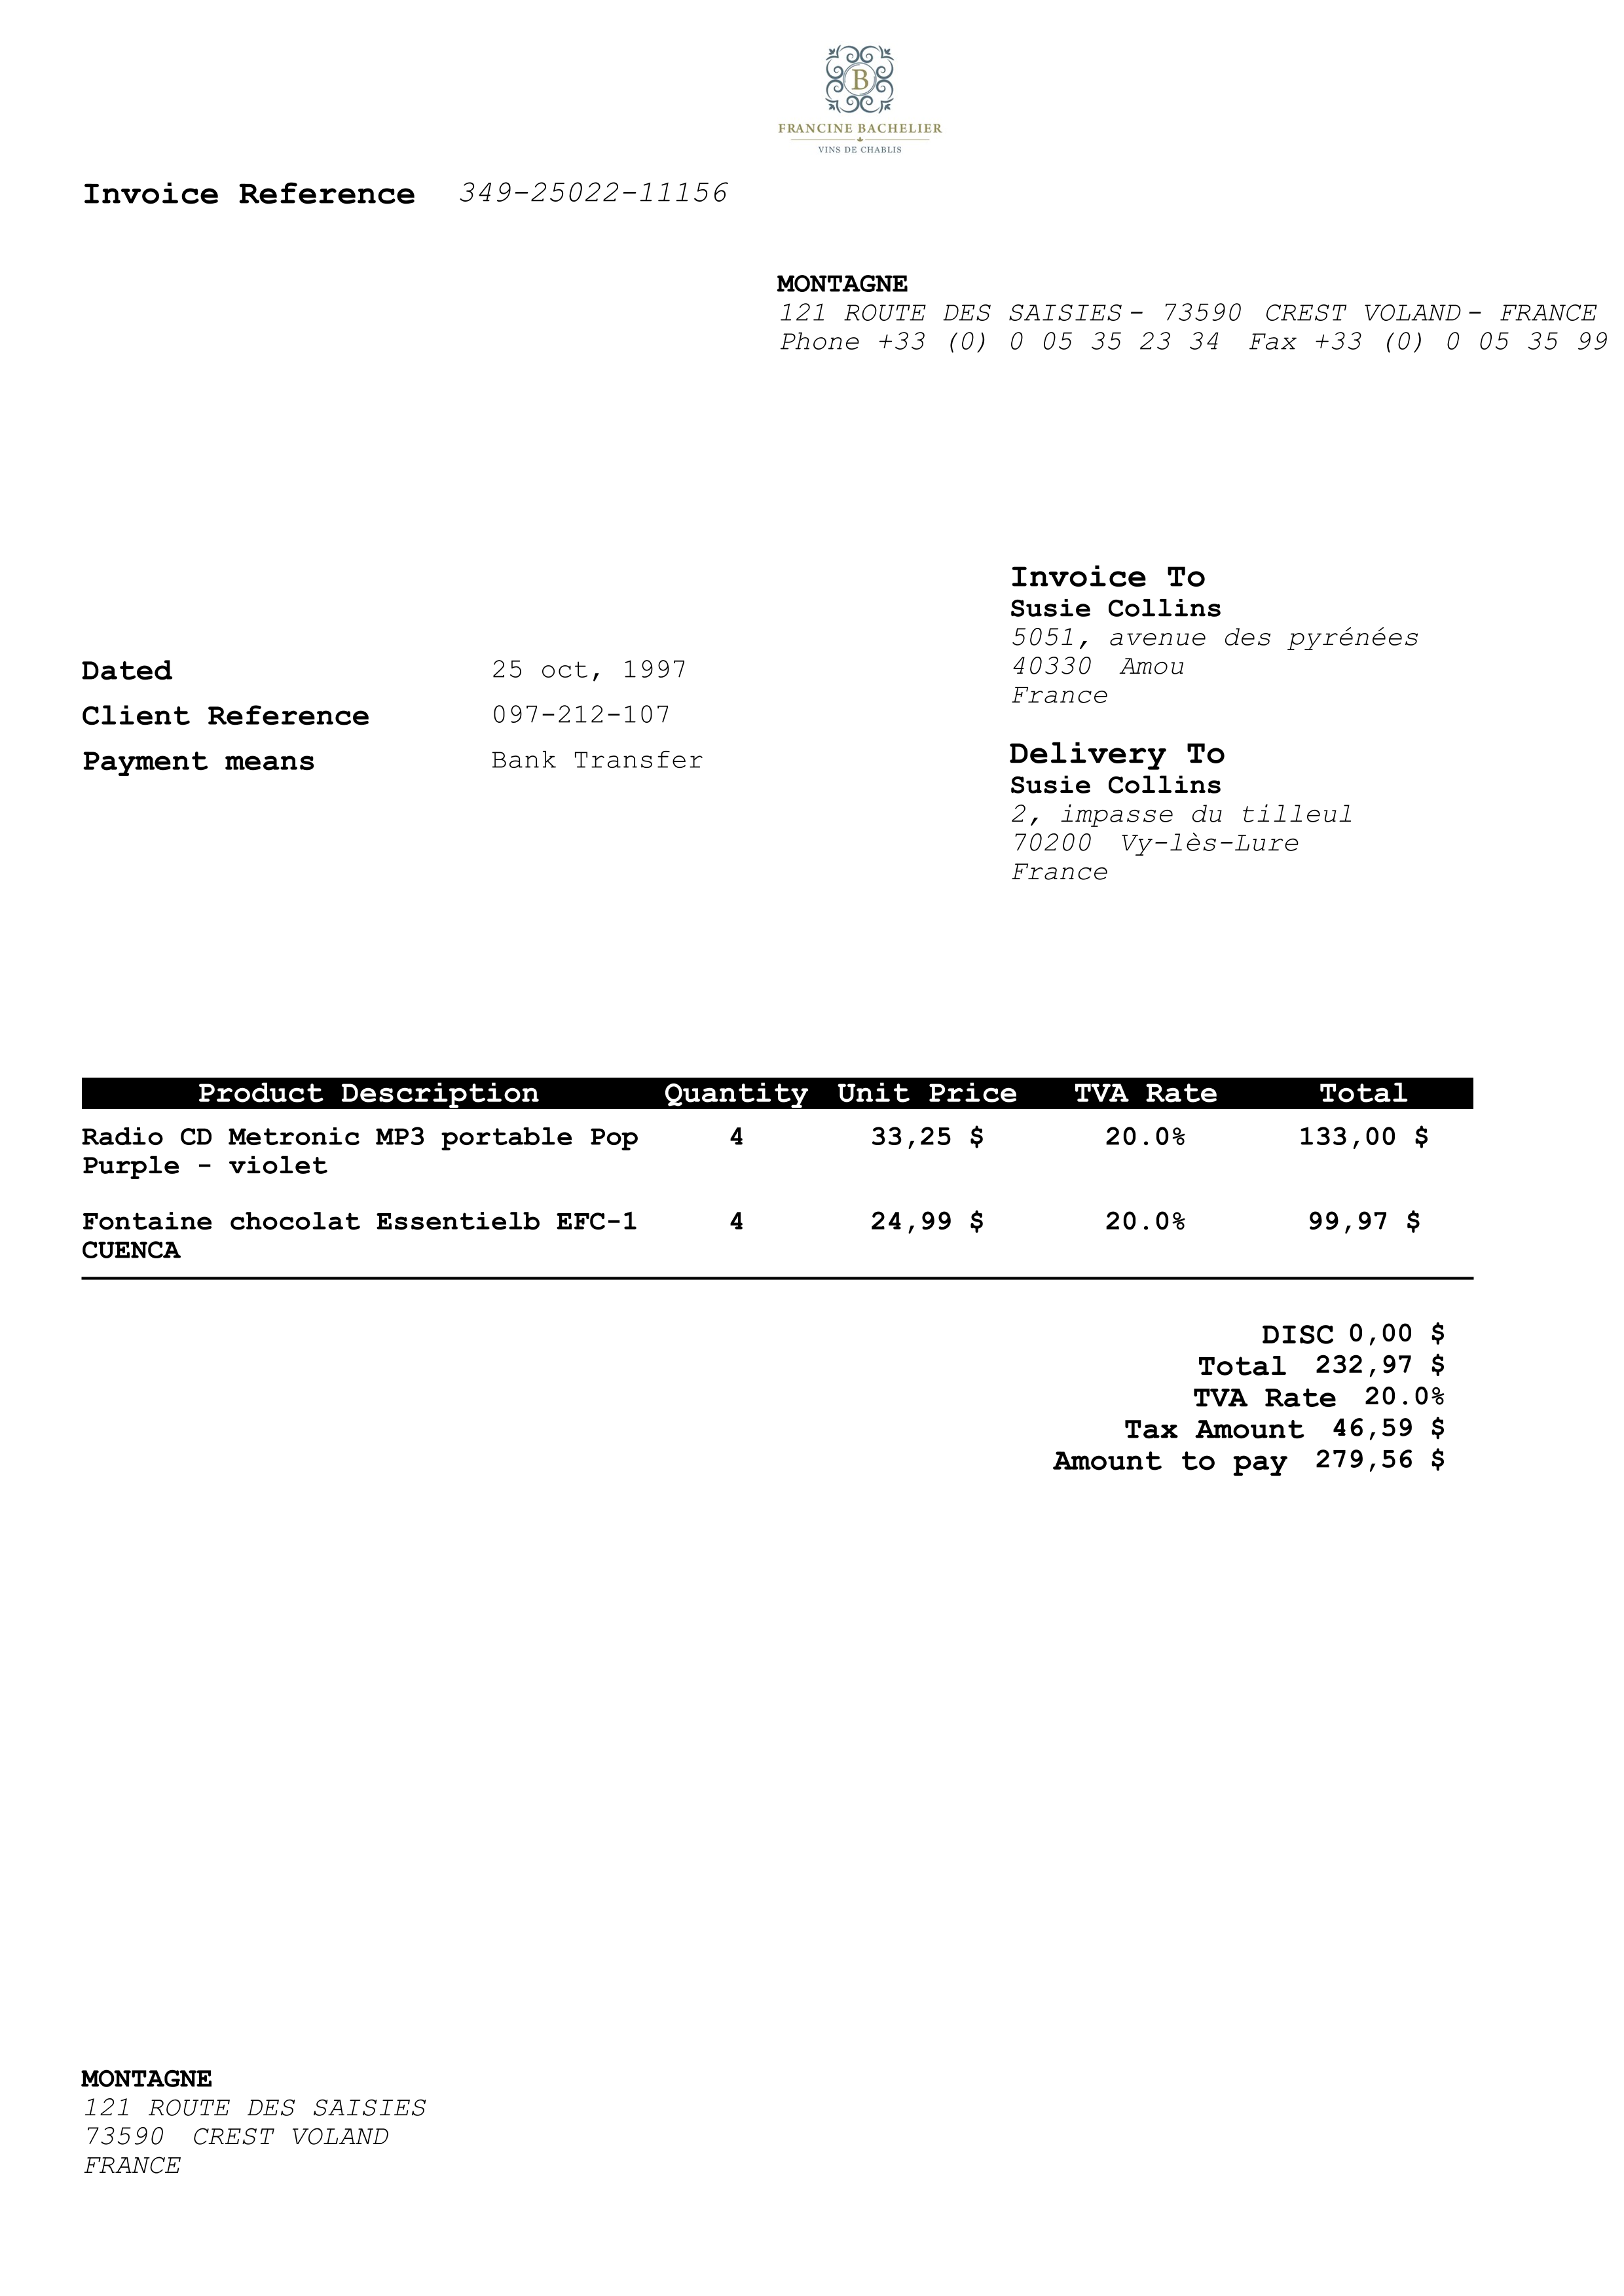 B
FRANCINE BACHELIER
VINS DE CHABLIS
Invoice Reference 349-25022-11156
MONTAGNE
121 ROUTE DES SAISIES - 73590 CREST VOLAND - FRANCE
Phone +33 (0) 0 05 35 23 34 Fax +33 (0) 0 05 35 99
Invoice To
Susie Collins
5051, avenue des pyrénées
40330 Amou
France
Dated 25 oct, 1997
Client Reference 097-212-107
Payment means Bank Transfer
Delivery To
Susie Collins
2, impasse du tilleul
70200 Vy-lès-Lure
France
Product Description Quantity Unit Price TVA Rate Total
Radio CD Metronic MP3 portable Pop 4 33,25 $ 20.0% 133,00 $
Purple - violet
Fontaine chocolat Essentielb EFC-1 4 24,99 $ 20.0% 99,97 $
CUENCA
DISC 0,00 $
Total 232,97 $
TVA Rate 20.0%
Tax Amount 46,59 $
Amount to pay 279,56 $
MONTAGNE
121 ROUTE DES SAISIES
73590 CREST VOLAND
FRANCE